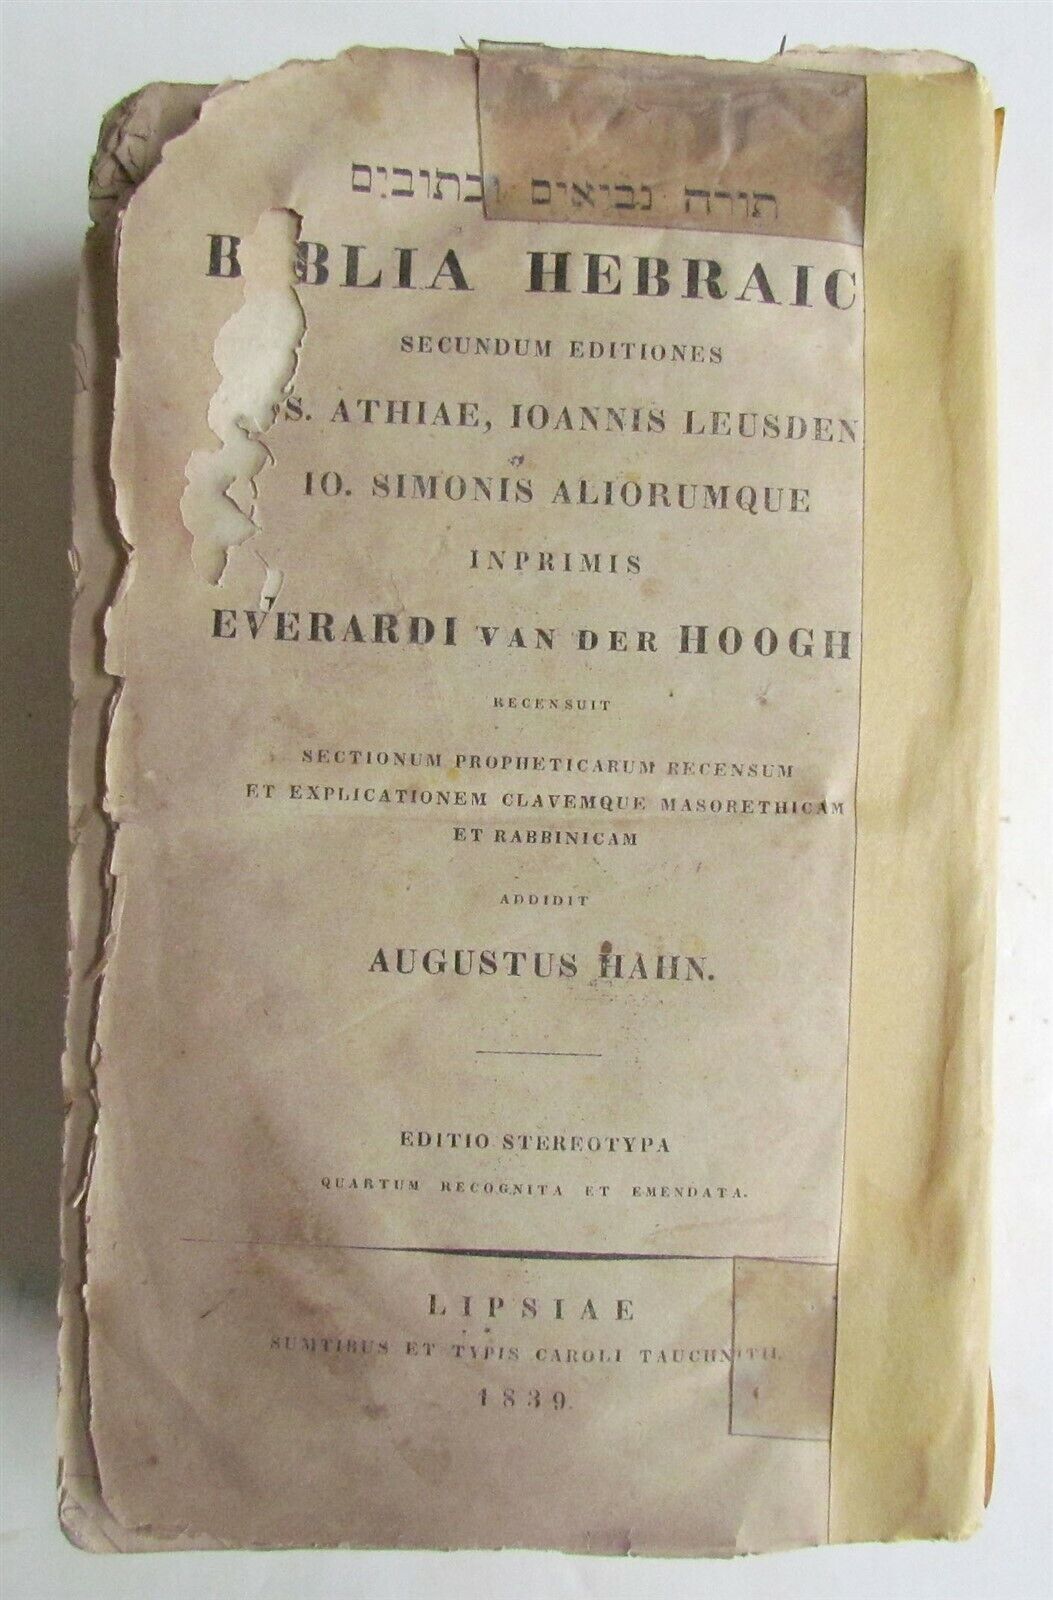 תורה נביאים וכתובים
B BLIA HEBRAIC
SECUNDUM EDITIONES
OS. ATHIAE, IOANNIS LEUSDEN
IO. SIMONIS ALIORUMQUE
INPRIMIS
EVERARDI VAN DER HOOGH
RECENSUIT
SECTIONUM PROPHETICARUM RECENSUM
ET EXPLICATIONEM CLAVEMQUE MASORETHICAM
ET RABBINICAM
ADDIDIT
AUGUSTUS HAHN.
EDITIO STEREOTYPA
QUARTUM RECOGNITA ET EMENDATA.
LIPSIAE
SUMTIBUS ET TYPIS CAROLI TAUCHNITII.
1839.